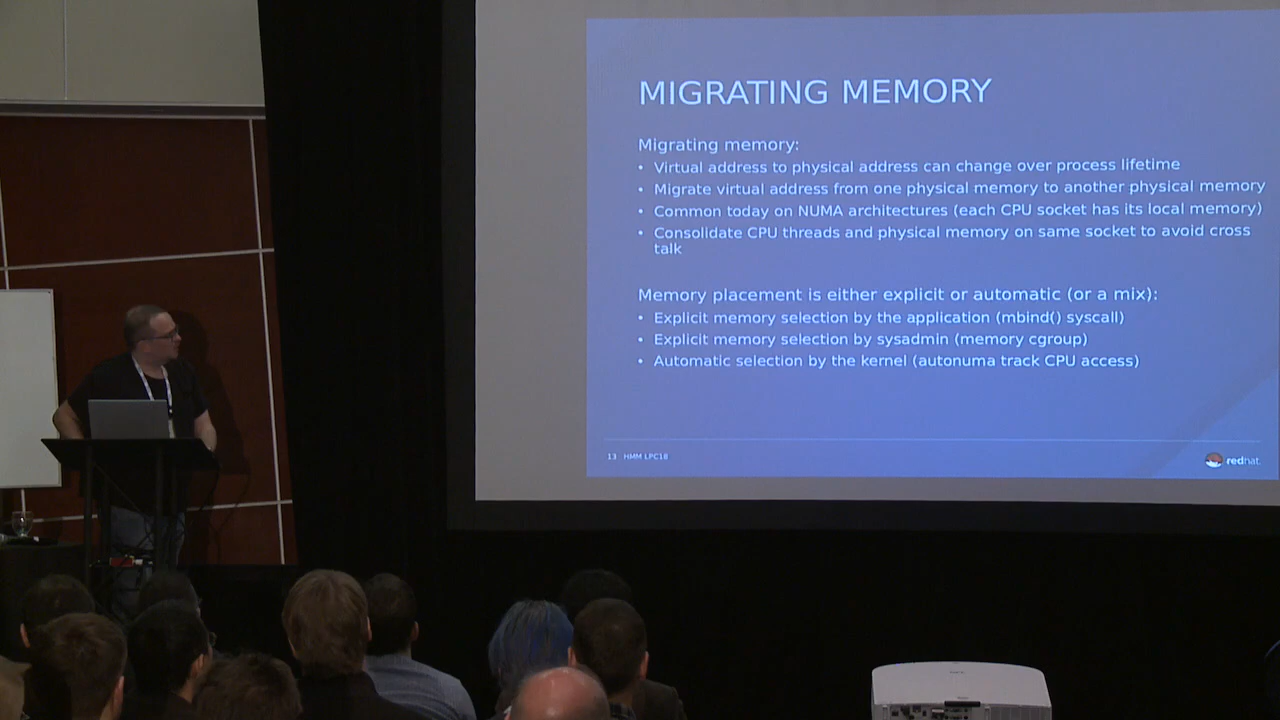 MIGRATING MEMORY
Migrating memory:
• Virtual address to physical address can change over process lifetime
• Migrate virtual address from one physical memory to another physical memory
• Common today on NUMA architectures (each CPU socket has its local memory)
• Consolidate CPU threads and physical memory on same socket to avoid cross
talk
Memory placement is either explicit or automatic (or a mix):
• Explicit memory selection by the application (mbind() syscall)
• Explicit memory selection by sysadmin (memory cgroup)
• Automatic selection by the kernel (autonuma track CPU access)
13 HMM LPC18
redhat.